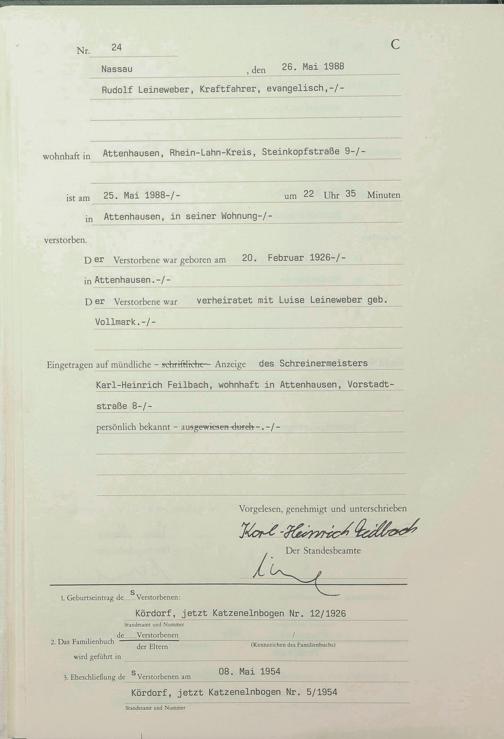 C
Nr. 24
Nassau, den 26. Mai 1988
Rudolf Leineweber, Kraftfahrer, evangelisch,-/-
wohnhaft in Attenhausen, Rhein-Lahn-Kreis, Steinkopfstraße 9-/-
ist am 25. Mai 1988-/- um 22 Uhr 35 Minuten
in Attenhausen, in seiner Wohnung-/-
verstorben.
Der Verstorbene war geboren am 20. Februar 1926-/-
in Attenhausen.-/-
Der Verstorbene war verheiratet mit Luise Leineweber geb.
Vollmark.-/-
Eingetragen auf mündliche - schriftliche - Anzeige des Schreinermeisters
Karl-Heinrich Feilbach, wohnhaft in Attenhausen, Vorstadt-
straße 8-/-
persönlich bekannt - ausgewiesen durch -.-/-
Vorgelesen, genehmigt und unterschrieben
Karl-Heinrich Feilbach
Der Standesbeamte
1. Geburtseintrag des Verstorbenen:
Kördorf, jetzt Katzenelnbogen Nr. 12/1926
Standesamt und Nummer
2. Das Familienbuch de Verstorbenen /
der Eltern (Kennzeichen des Familienbuchs)
wird geführt in
3. Eheschließung des Verstorbenen am 08. Mai 1954
Kördorf, jetzt Katzenelnbogen Nr. 5/1954
Standesamt und Nummer